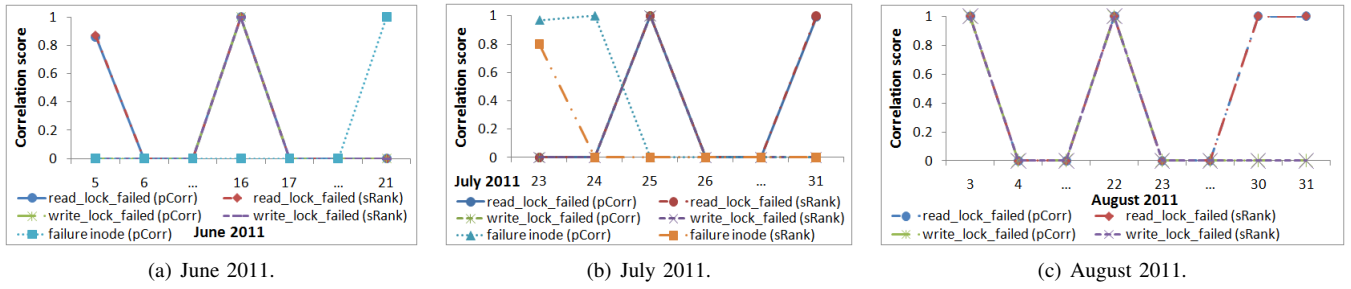 Correlation score
1
0.8
0.6
0.4
0.2
0
5 6 ... 16 17 ... 21
read_lock_failed (pCorr) read_lock_failed (sRank)
write_lock_failed (pCorr) write_lock_failed (sRank)
failure inode (pCorr) June 2011
(a) June 2011.
Correlation score
1
0.8
0.6
0.4
0.2
0
July 2011 23 24 25 26 ... 31
read_lock_failed (pCorr) read_lock_failed (sRank)
write_lock_failed (pCorr) write_lock_failed (sRank)
failure inode (pCorr) failure inode (sRank)
(b) July 2011.
Correlation score
1
0.8
0.6
0.4
0.2
0
3 4 ... 22 23 ... 30 31
August 2011
read_lock_failed (pCorr) read_lock_failed (sRank)
write_lock_failed (pCorr) write_lock_failed (sRank)
(c) August 2011.